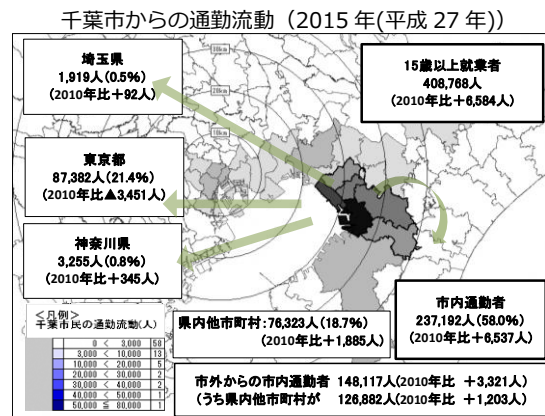 千葉市からの通勤流動（2015 年(平成 27 年)）
埼玉県
1,919人(0.5%)
(2010年比+92人)
15歳以上就業者
408,768人
(2010年比+6,584人)
東京都
87,382人(21.4%)
(2010年比▲3,451人)
神奈川県
3,255人(0.8%)
(2010年比+345人)
市内通勤者
237,192人(58.0%)
(2010年比+6,537人)
県内他市町村：76,323人(18.7%)
(2010年比+1,885人)
市外からの市内通勤者 148,117人(2010年比 +3,321人)
(うち県内他市町村が 126,882人(2010年比 +1,203人)
＜凡例＞
千葉市民の通勤流動(人)
0 < 3,000 58
3,000 < 10,000 13
10,000 < 20,000 5
20,000 < 30,000 2
30,000 < 40,000 2
40,000 < 50,000 1
50,000 ≦ 80,000 1